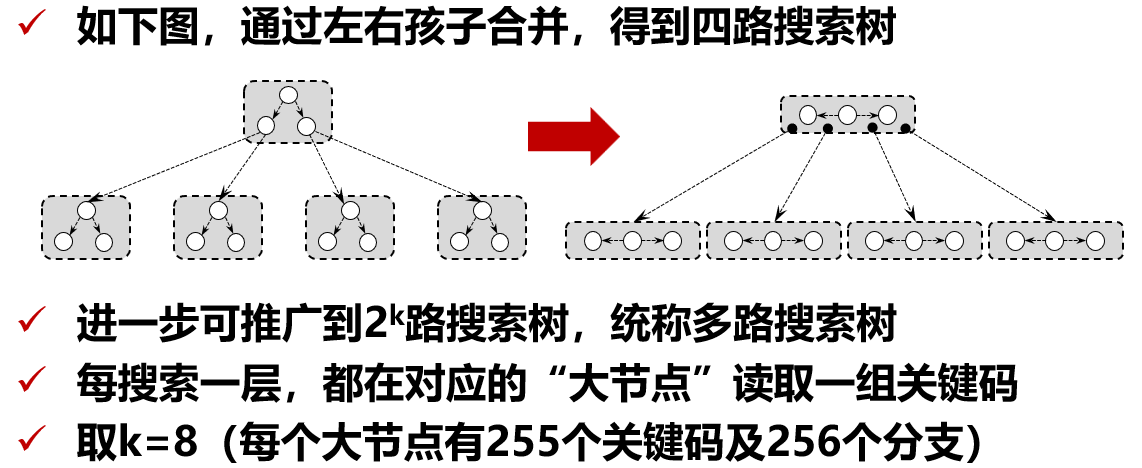 ✓ 如下图，通过左右孩子合并，得到四路搜索树
✓ 进一步可推广到2ᵏ路搜索树，统称多路搜索树
✓ 每搜索一层，都在对应的“大节点”读取一组关键码
✓ 取k=8（每个大节点有255个关键码及256个分支）